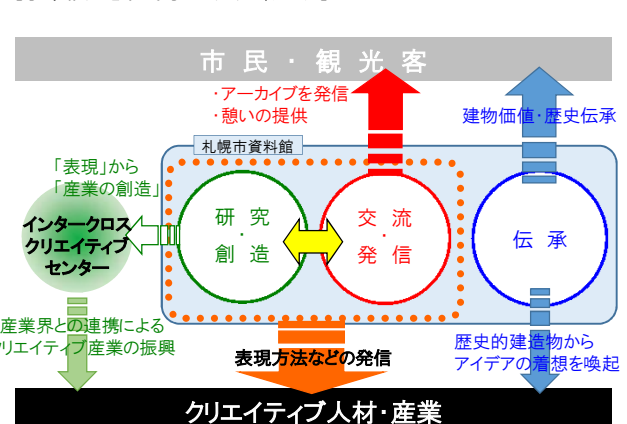 市民・観光客
・アーカイブを発信
・憩いの提供
建物価値・歴史伝承
札幌市資料館
「表現」から
「産業の創造」
研究
・
創造
交流
・
発信
伝承
インタークロス
クリエイティブ
センター
産業界との連携による
リエイティブ産業の振興
表現方法などの発信
歴史的建造物から
アイデアの着想を喚起
クリエイティブ人材・産業